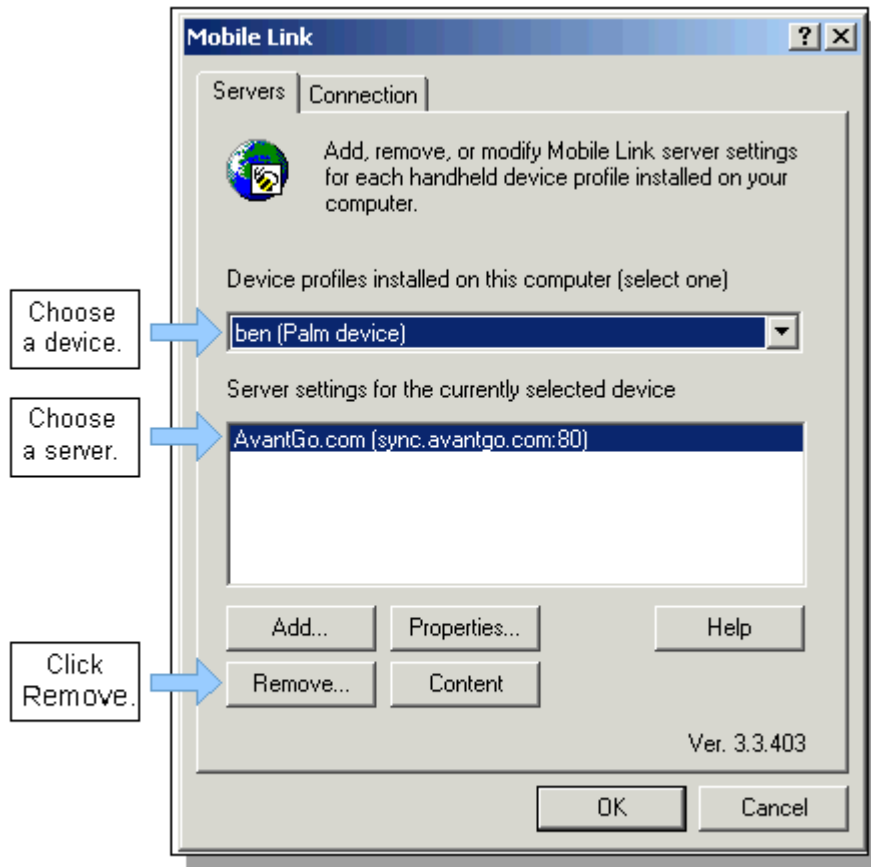 Mobile Link
Servers
Connection
Add, remove, or modify Mobile Link server settings
for each handheld device profile installed on your
computer.
Device profiles installed on this computer (select one)
Choose
a device.
ben (Palm device)
Server settings for the currently selected device
Choose
a server.
AvantGo.com (sync.avantgo.com:80)
Add...
Properties...
Help
Click
Remove.
Remove...
Content
Ver. 3.3.403
OK
Cancel